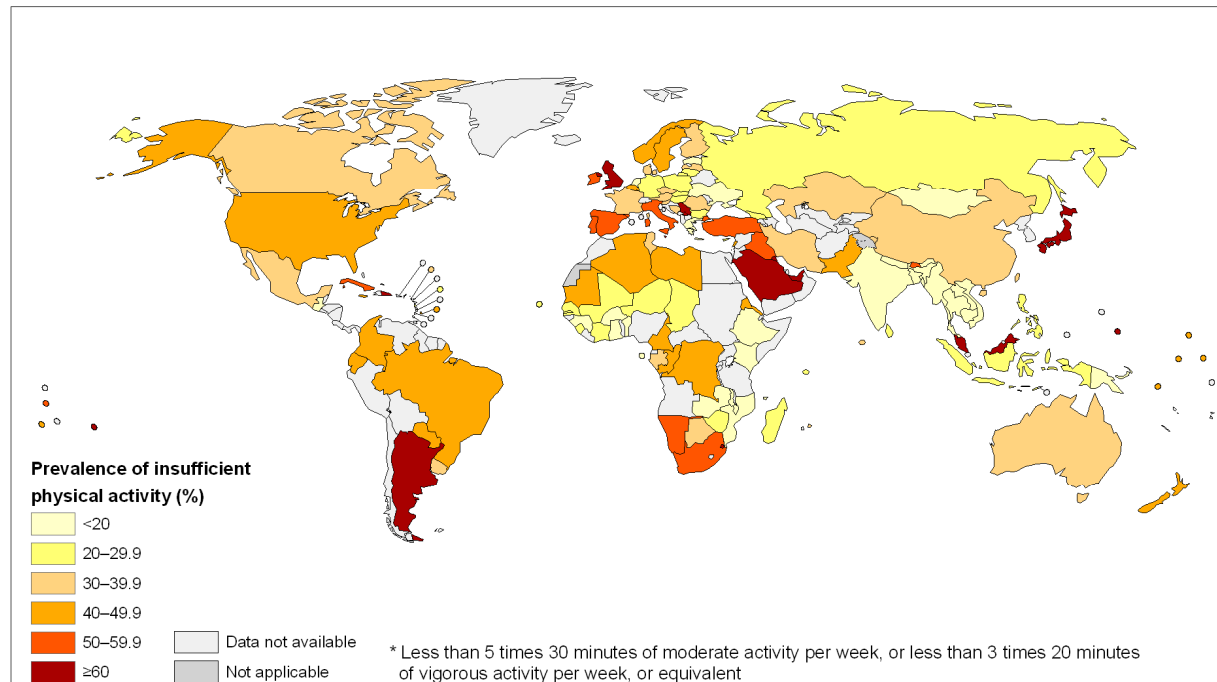 Prevalence of insufficient
physical activity (%)
<20
20–29.9
30–39.9
40–49.9
50–59.9
≥60
Data not available
Not applicable
* Less than 5 times 30 minutes of moderate activity per week, or less than 3 times 20 minutes
of vigorous activity per week, or equivalent